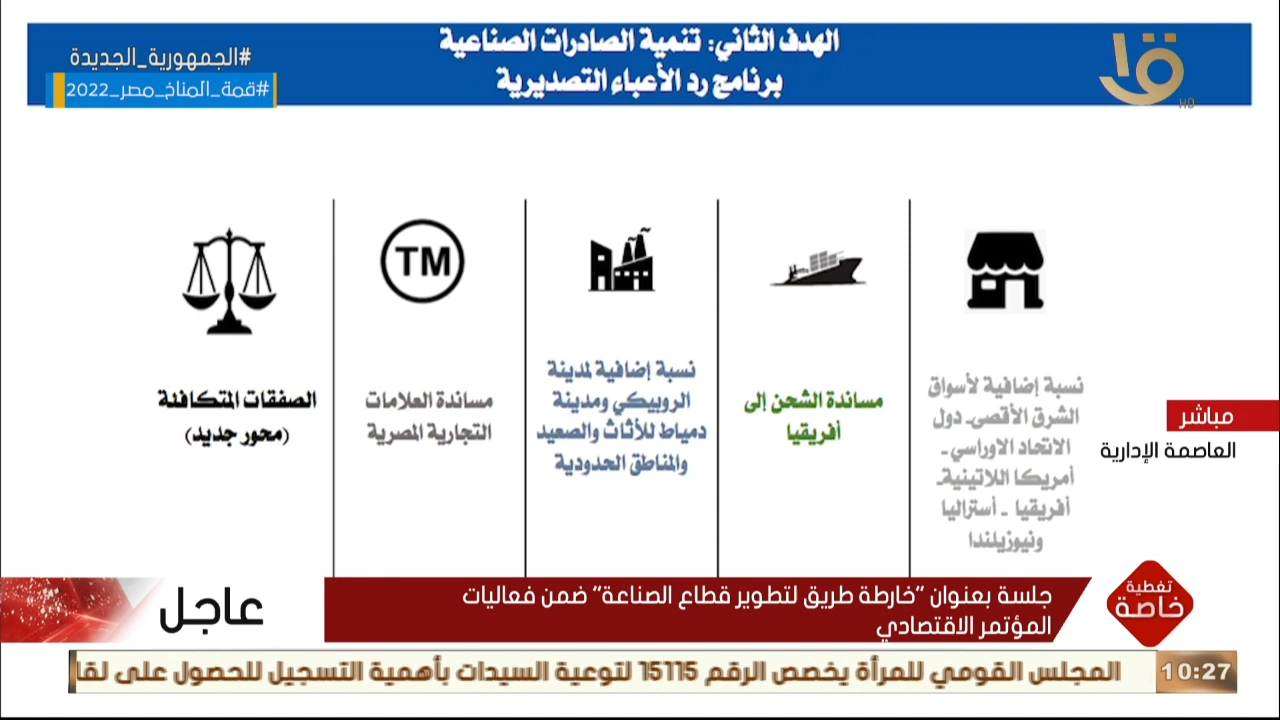 الهدف الثاني: تنمية الصادرات الصناعية
برنامج رد الأعباء التصديرية
#الجمهورية_الجديدة
#قمة_المناخ_مصر_2022
HD
TM
نسبة إضافية لأسواق
الشرق الأقصى- دول
الاتحاد الاوراسي -
أمريكا اللاتينية-
أفريقيا - أستراليا
ونيوزيلندا
مساندة الشحن إلى
أفريقيا
نسبة إضافية لمدينة
الروبيكي ومدينة
دمياط للأثاث والصعيد
والمناطق الحدودية
مساندة العلامات
التجارية المصرية
الصفقات المتكافئة
(محور جديد)
مباشر
العاصمة الإدارية
تغطية
خاصة
جلسة بعنوان "خارطة طريق لتطوير قطاع الصناعة" ضمن فعاليات
المؤتمر الاقتصادي
عاجل
10:27
المجلس القومي للمرأة يخصص الرقم 15115 لتوعية السيدات بأهمية التسجيل للحصول على لقا